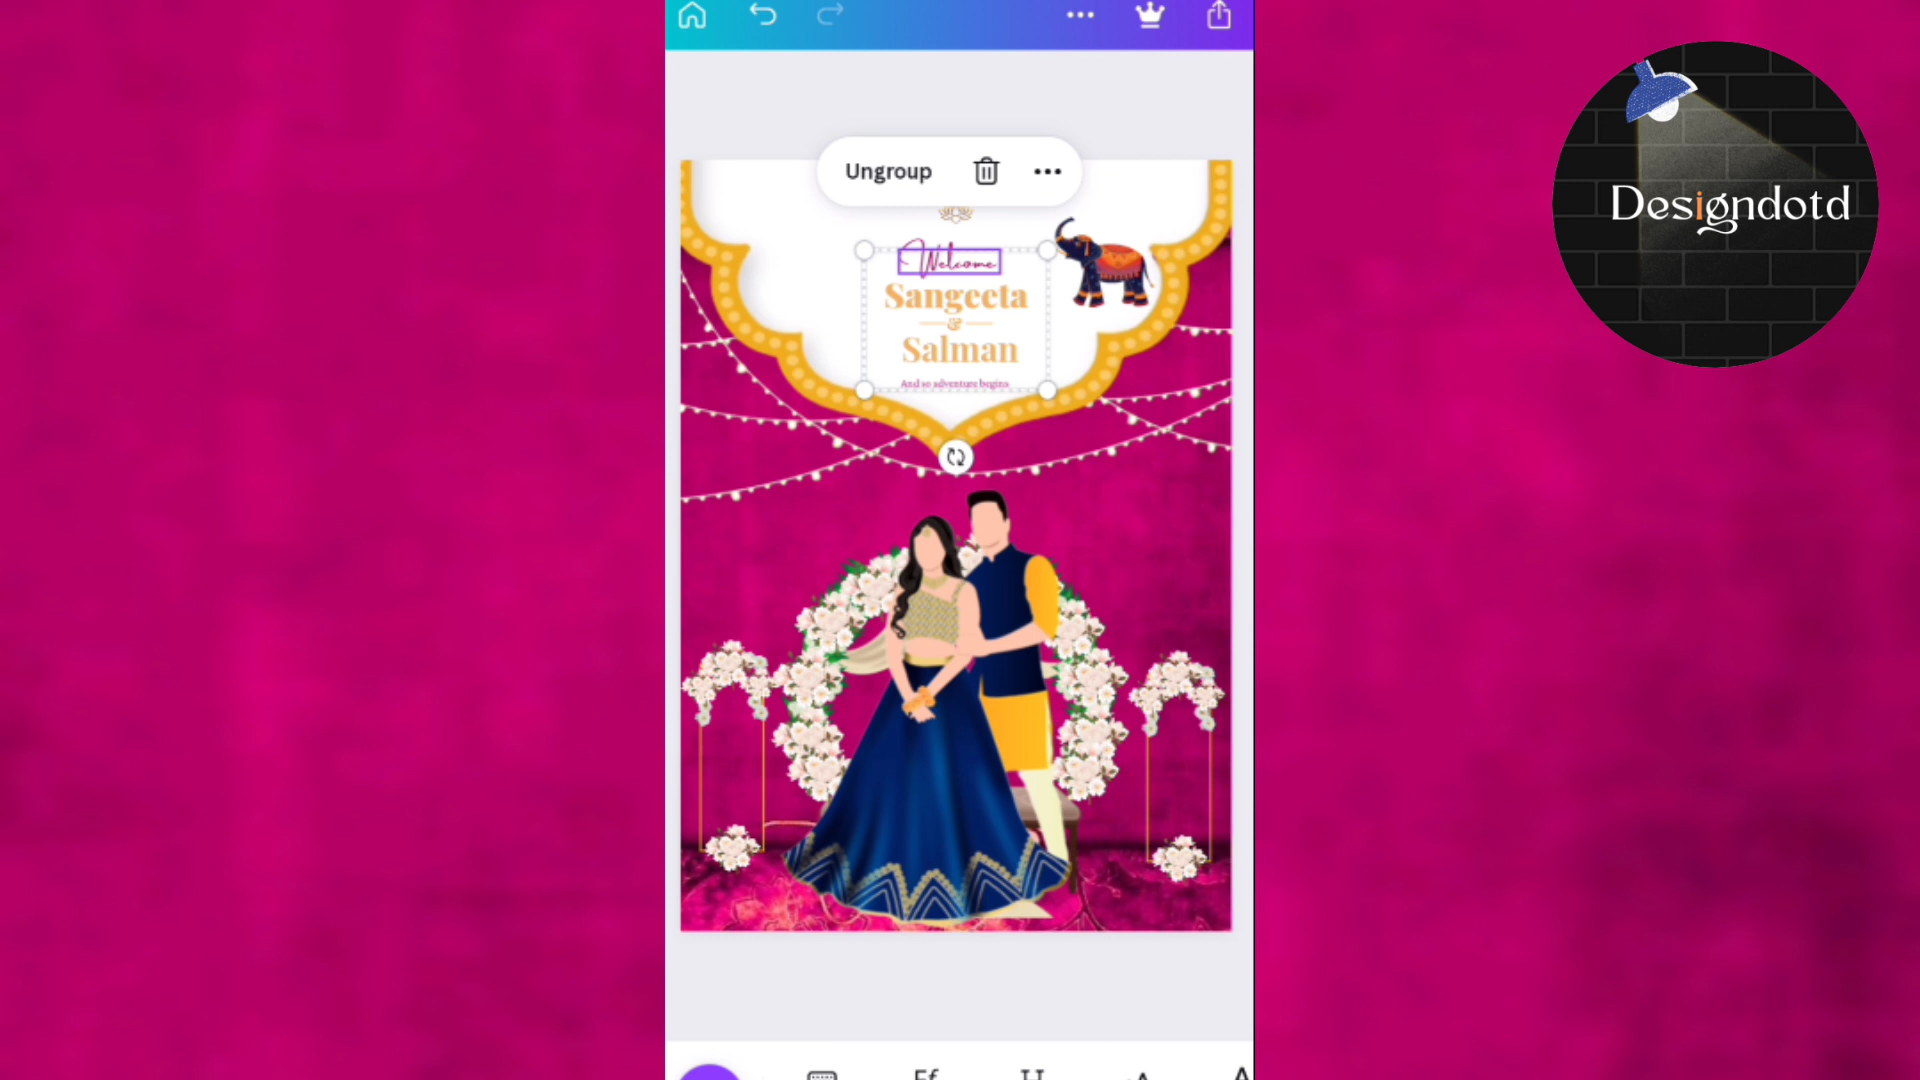 Ungroup
Welcome
Sangeeta
&
Salman
And so adventure begins
Designdotd